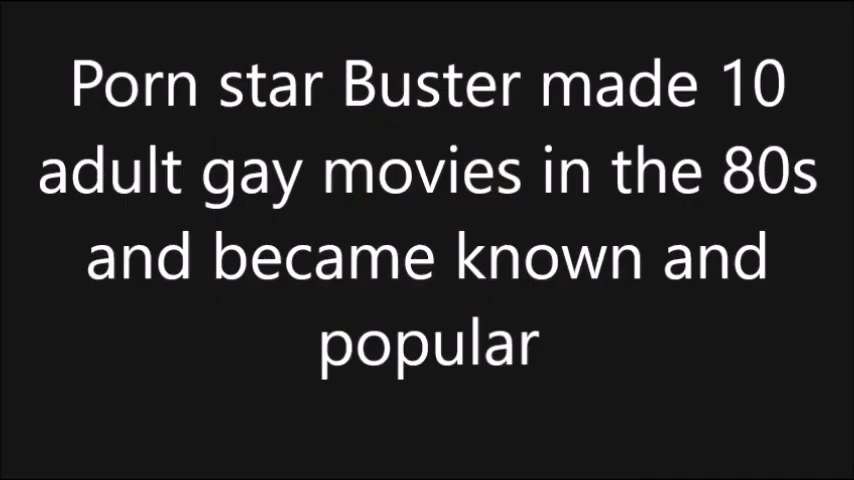 Porn star Buster made 10
adult gay movies in the 80s
and became known and
popular